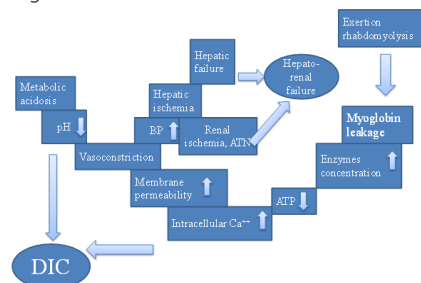 Exertion
rhabdomyolysis
Hepatic
failure
Hepato-
renal
failure
Metabolic
acidosis
Hepatic
ischemia
pH
BP
Renal
ischemia, ATN
Myoglobin
leakage
Vasoconstriction
Enzymes
concentration
Membrane
permeability
ATP
Intracellular Ca++
DIC